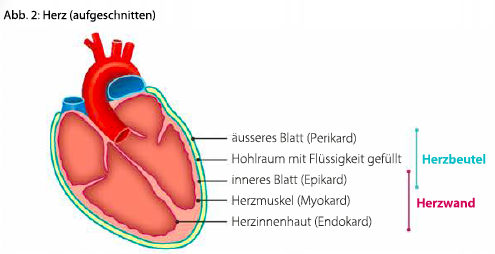 Abb. 2: Herz (aufgeschnitten)
äusseres Blatt (Perikard)
Hohlraum mit Flüssigkeit gefüllt
Herzbeutel
inneres Blatt (Epikard)
Herzmuskel (Myokard)
Herzwand
Herzinnenhaut (Endokard)